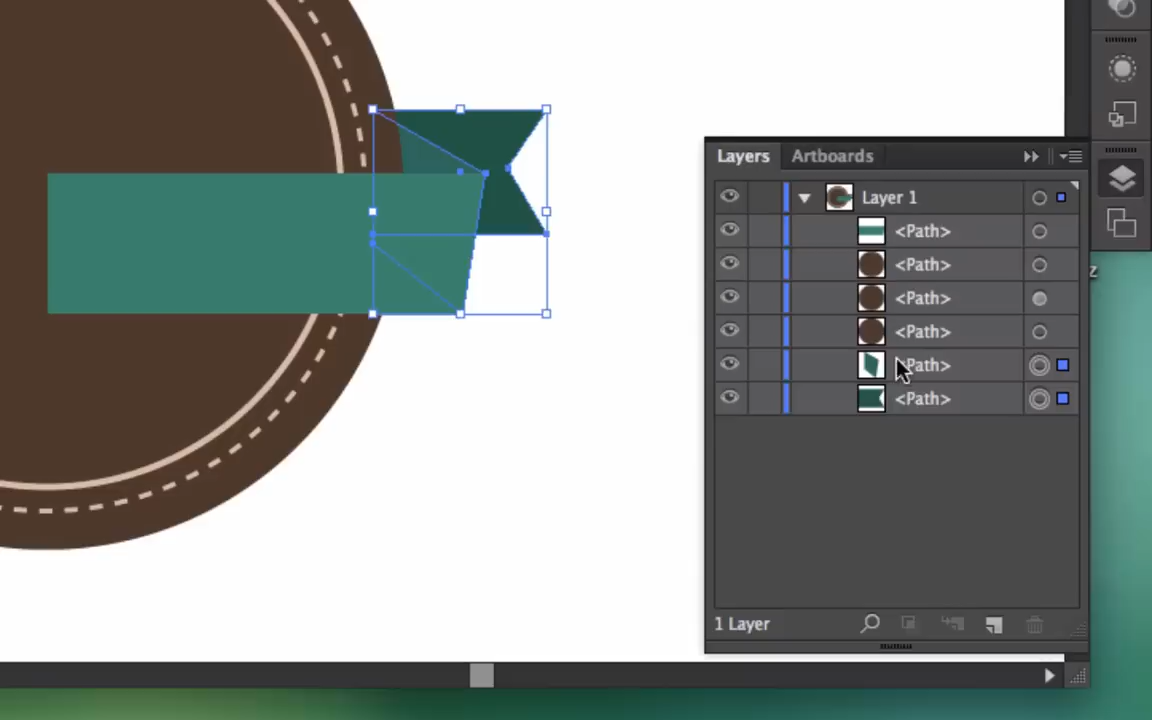 Layers Artboards
Layer 1
<Path>
<Path>
<Path>
<Path>
<Path>
<Path>
z
1 Layer